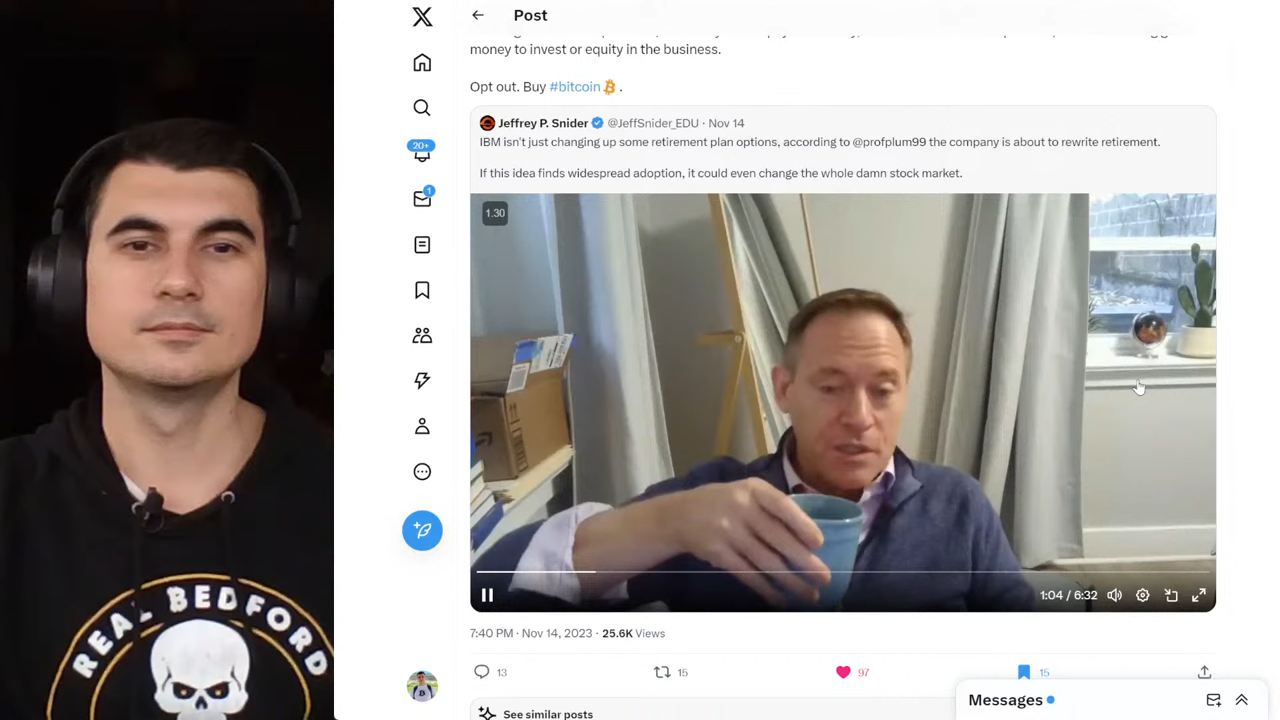 Post
money to invest or equity in the business.
Opt out. Buy #bitcoin .
Jeffrey P. Snider @JeffSnider_EDU · Nov 14
IBM isn't just changing up some retirement plan options, according to @profplum99 the company is about to rewrite retirement.
If this idea finds widespread adoption, it could even change the whole damn stock market.
1.30
20+
1
1:04 / 6:32
7:40 PM · Nov 14, 2023 · 25.6K Views
13
15
97
15
See similar posts
Messages
REAL BEDFORD